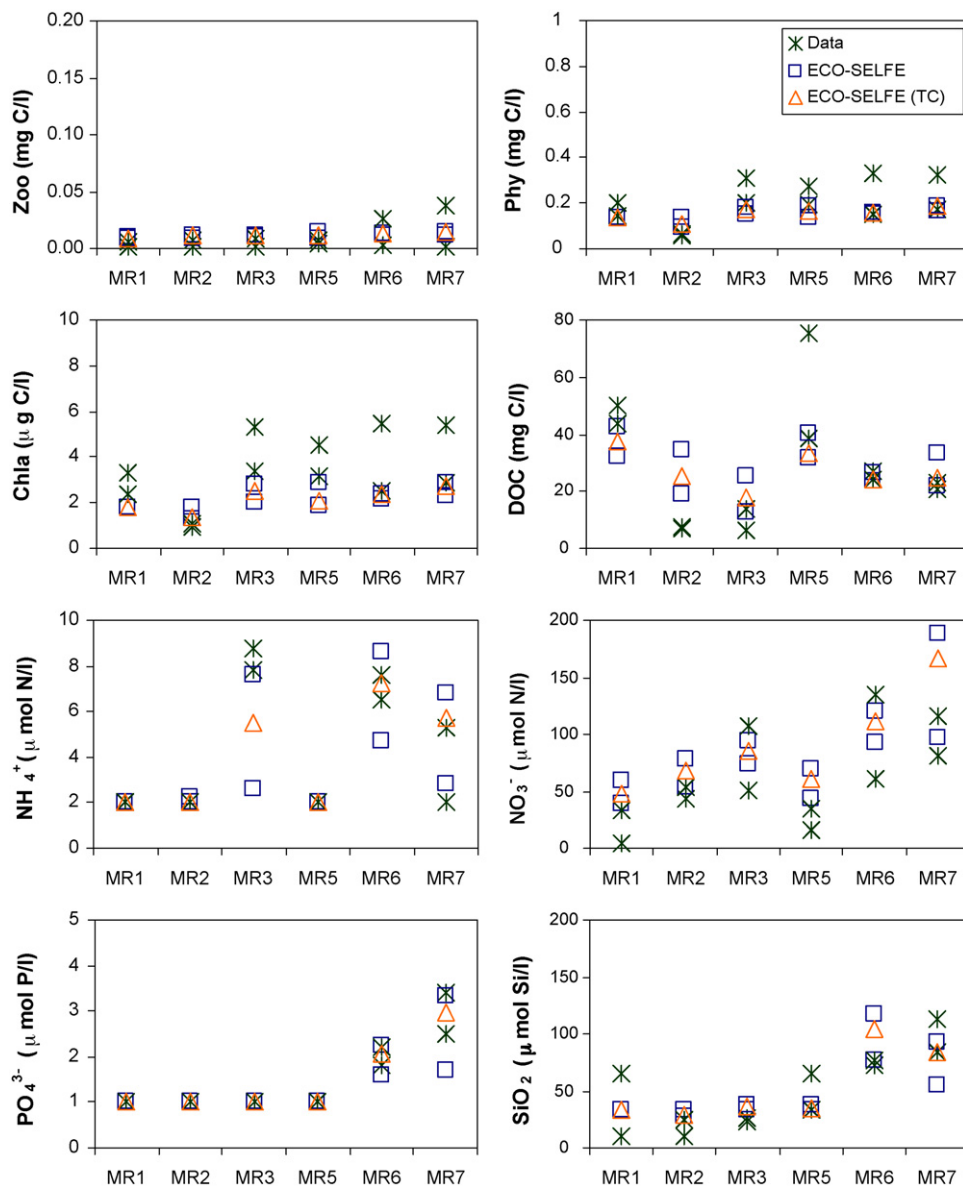 Zoo (mg C/l)
0.20
0.15
0.10
0.05
0.00
MR1 MR2 MR3 MR5 MR6 MR7
Phy (mg C/l)
1
0.8
0.6
0.4
0.2
0
Data
ECO-SELFE
ECO-SELFE (TC)
MR1 MR2 MR3 MR5 MR6 MR7
Chla (μ g C/l)
10
8
6
4
2
0
MR1 MR2 MR3 MR5 MR6 MR7
DOC (mg C/l)
80
60
40
20
0
MR1 MR2 MR3 MR5 MR6 MR7
NH₄⁺ (μ mol N/l)
10
8
6
4
2
0
MR1 MR2 MR3 MR5 MR6 MR7
NO₃⁻ (μ mol N/l)
200
150
100
50
0
MR1 MR2 MR3 MR5 MR6 MR7
PO₄³⁻ (μ mol P/l)
5
4
3
2
1
0
MR1 MR2 MR3 MR5 MR6 MR7
SiO₂ (μ mol Si/l)
200
150
100
50
0
MR1 MR2 MR3 MR5 MR6 MR7